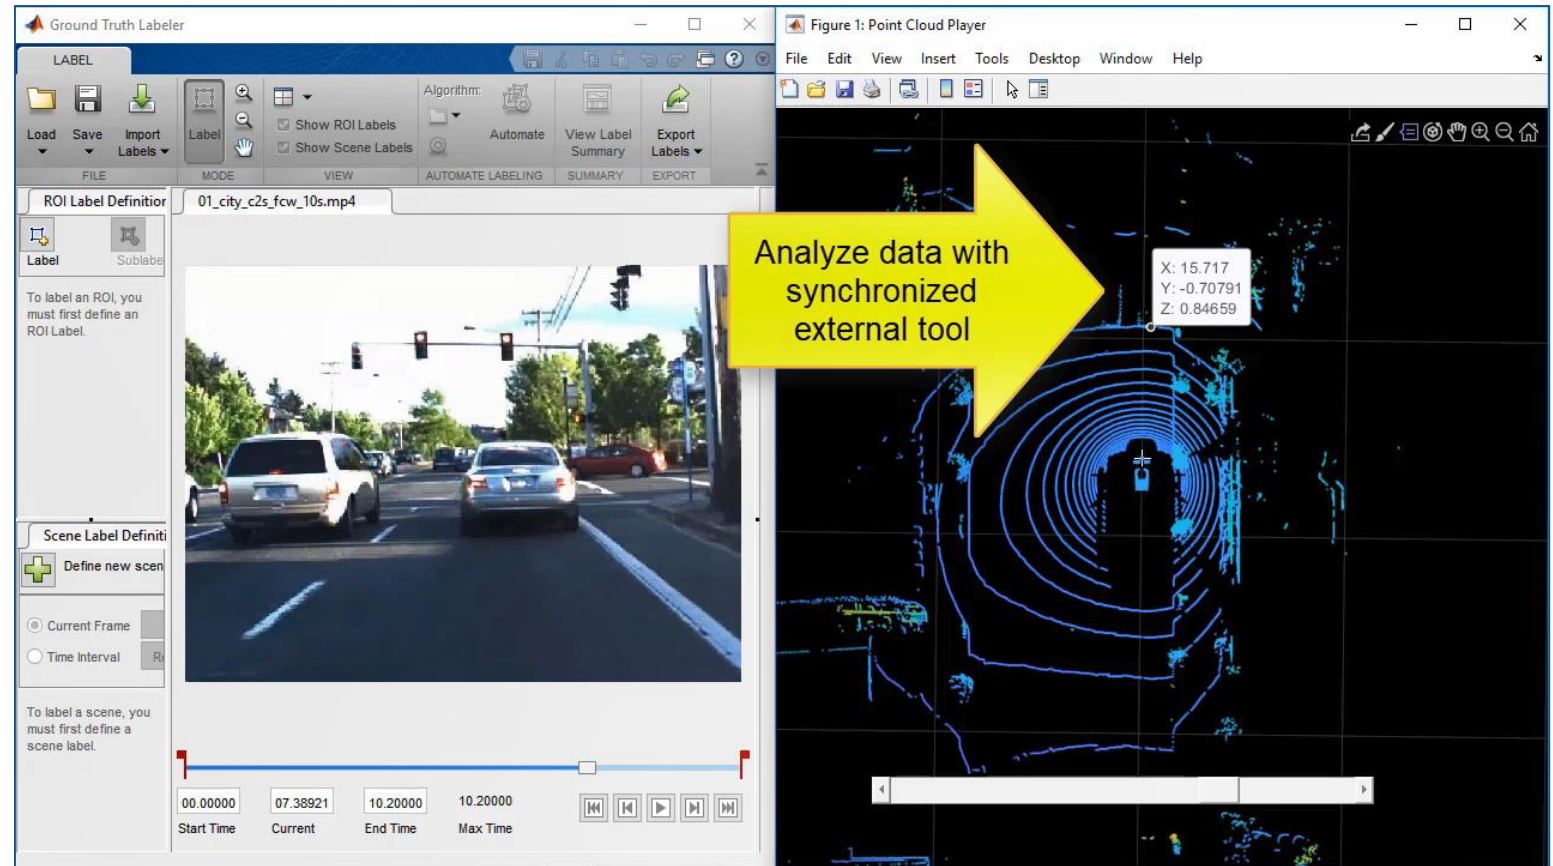 Ground Truth Labeler
LABEL
Load
Save
Import
Labels
FILE
Label
MODE
Show ROI Labels
Show Scene Labels
VIEW
Algorithm:
Automate
AUTOMATE LABELING
View Label
Summary
SUMMARY
Export
Labels
EXPORT
ROI Label Definition
01_city_c2s_fcw_10s.mp4
Label
Sublabe
To label an ROI, you
must first define an
ROI Label.
Scene Label Definiti
Define new scen
Current Frame
Time Interval
To label a scene, you
must first define a
scene label.
00.00000
07.38921
10.20000
10.20000
Start Time
Current
End Time
Max Time
Figure 1: Point Cloud Player
File Edit View Insert Tools Desktop Window Help
Analyze data with
synchronized
external tool
X: 15.717
Y: -0.70791
Z: 0.84659